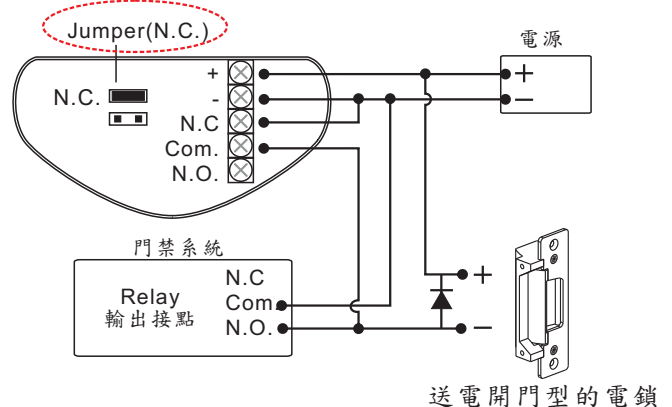 Jumper(N.C.)
電源
+
+
N.C.
-
−
N.C
Com.
N.O.
門禁系統
N.C
Relay
Com.
輸出接點
N.O.
+
−
送電開門型的電鎖